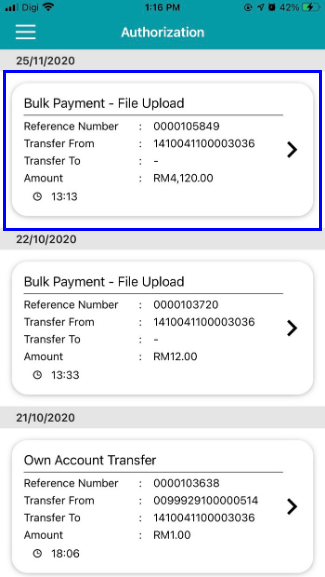 Digi 1:16 PM 42%
Authorization
25/11/2020
Bulk Payment - File Upload
Reference Number : 0000105849
Transfer From : 1410041100003036
Transfer To : -
Amount : RM4,120.00
13:13
22/10/2020
Bulk Payment - File Upload
Reference Number : 0000103720
Transfer From : 1410041100003036
Transfer To : -
Amount : RM12.00
13:33
21/10/2020
Own Account Transfer
Reference Number : 0000103638
Transfer From : 0099929100000514
Transfer To : 1410041100003036
Amount : RM1.00
18:06